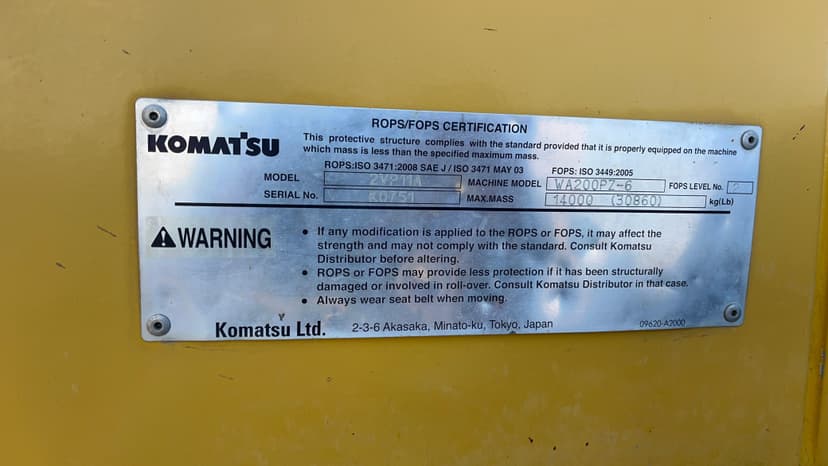 ROPS/FOPS CERTIFICATION
KOMATSU
This protective structure complies with the standard provided that it is properly equipped on the machine
which mass is less than the specified maximum mass.
ROPS:ISO 3471:2008 SAE J / ISO 3471 MAY 03 FOPS: ISO 3449:2005
MODEL MACHINE MODEL WA200PZ-6 FOPS LEVEL No. 2
SERIAL No. MAX.MASS 14000 (30860) kg(Lb)
WARNING
• If any modification is applied to the ROPS or FOPS, it may affect the
strength and may not comply with the standard. Consult Komatsu
Distributor before altering.
• ROPS or FOPS may provide less protection if it has been structurally
damaged or involved in roll-over. Consult Komatsu Distributor in that case.
• Always wear seat belt when moving.
Komatsu Ltd. 2-3-6 Akasaka, Minato-ku, Tokyo, Japan 09620-A2000